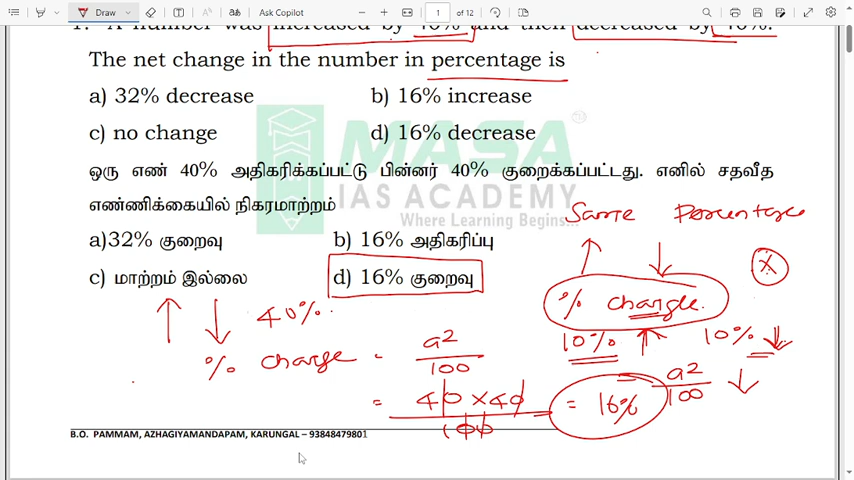 Draw Ask Copilot 1 of 12
1. A number was increased by 40% and then decreased by 40%.
The net change in the number in percentage is
a) 32% decrease b) 16% increase
c) no change d) 16% decrease
ஒரு எண் 40% அதிகரிக்கப்பட்டு பின்னர் 40% குறைக்கப்பட்டது. எனில் சதவீத
எண்ணிக்கையில் நிகரமாற்றம்
MASA
IAS ACADEMY
Where Learning Begins...
Same Percentage
a)32% குறைவு b) 16% அதிகரிப்பு
c) மாற்றம் இல்லை d) 16% குறைவு
x
% change.
40%.
10% 10%
% change = a2
100
a2
100
= 40 x 40 = 16%
100
B.O. PAMMAM, AZHAGIYAMANDAPAM, KARUNGAL – 93848479801